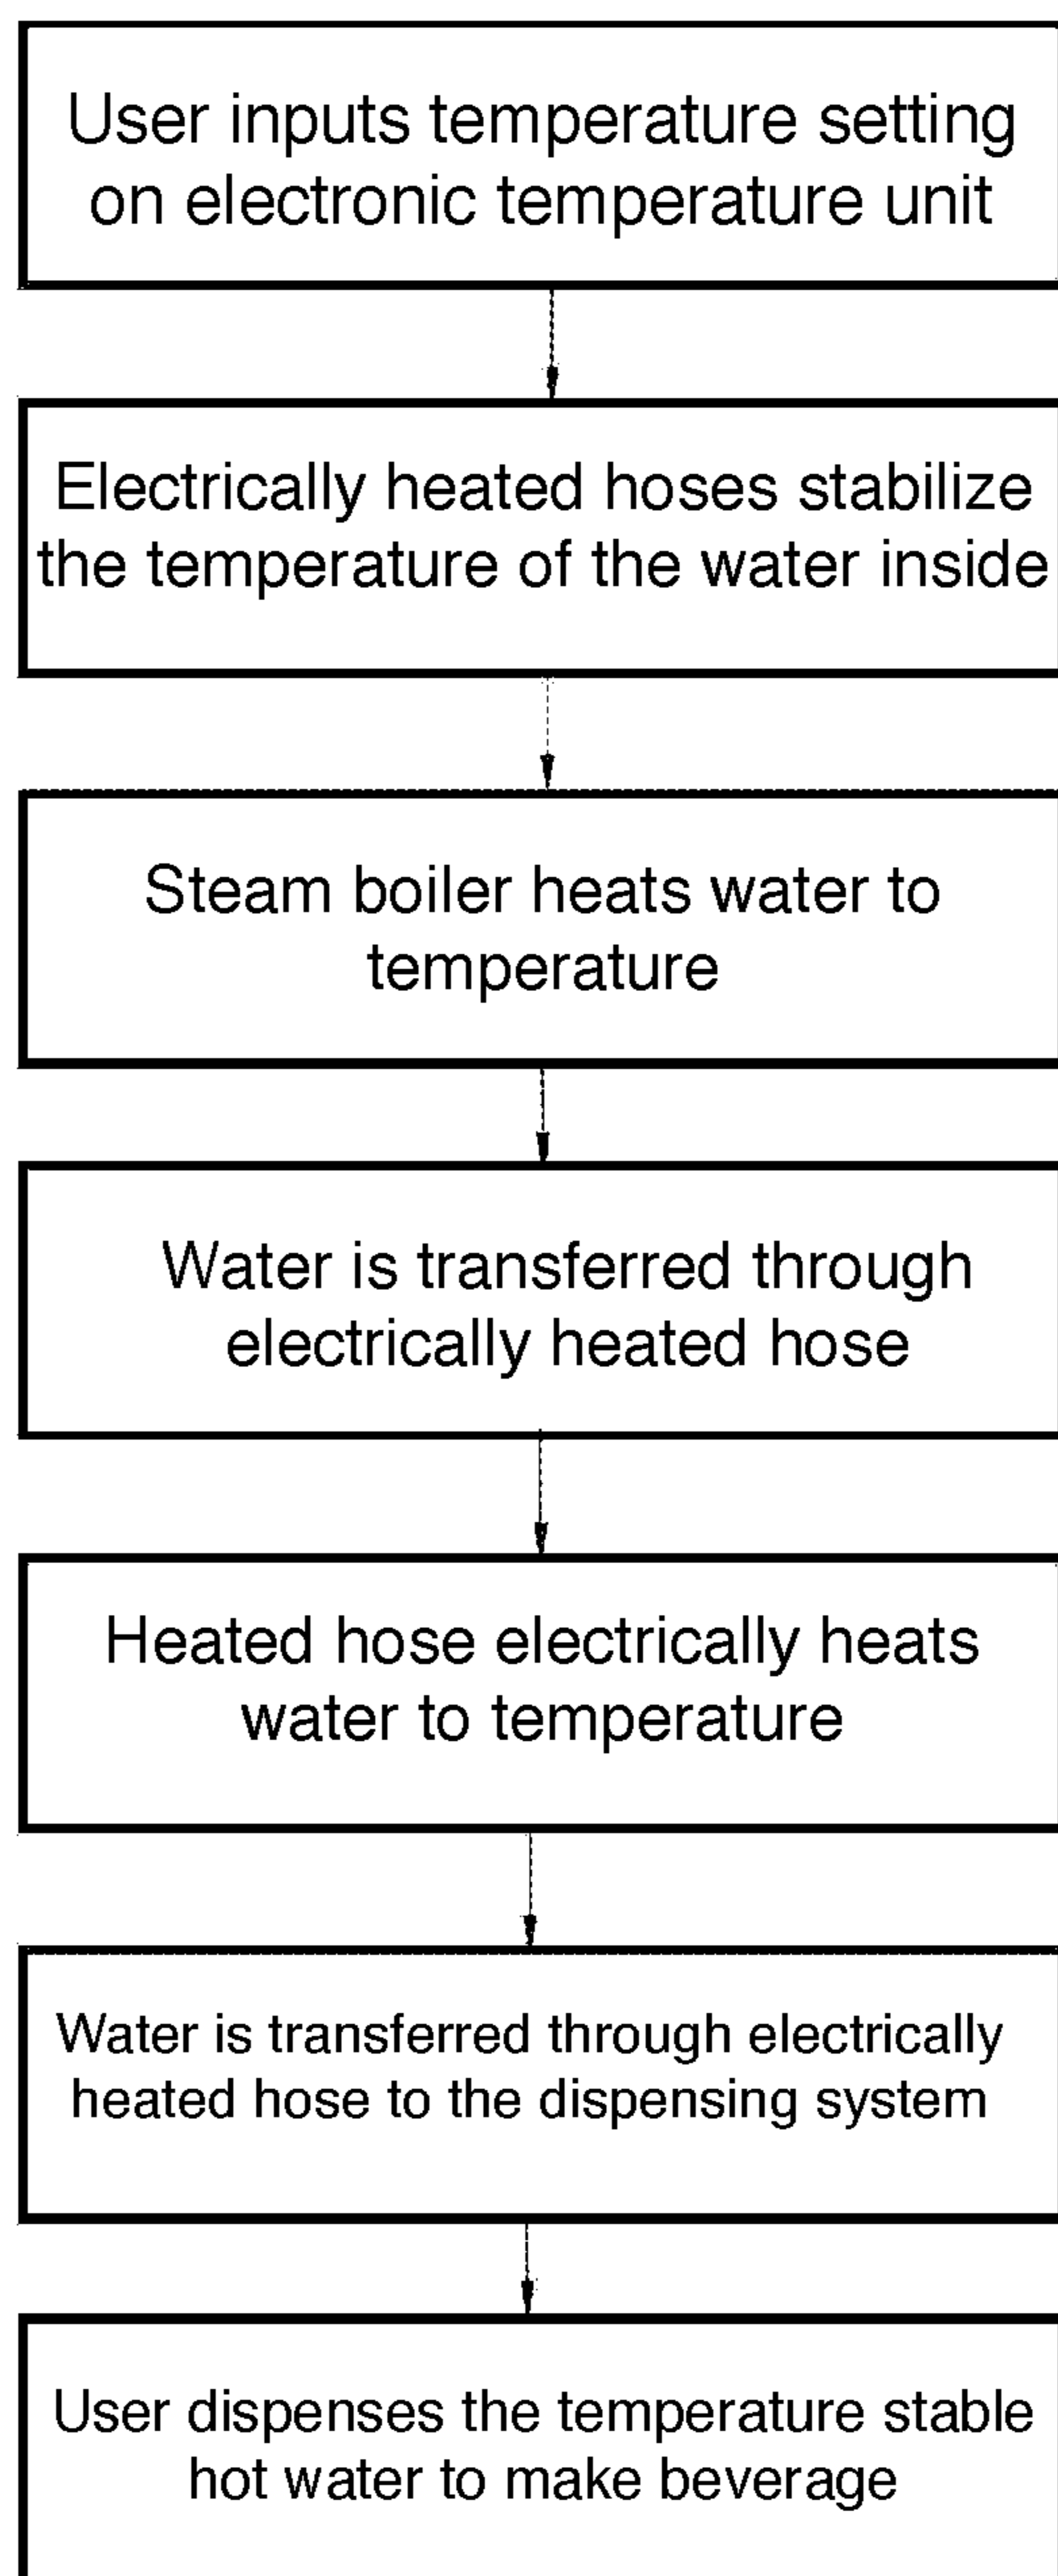 User inputs temperature setting
on electronic temperature unit
Electrically heated hoses stabilize
the temperature of the water inside
Steam boiler heats water to
temperature
Water is transferred through
electrically heated hose
Heated hose electrically heats
water to temperature
Water is transferred through electrically
heated hose to the dispensing system
User dispenses the temperature stable
hot water to make beverage